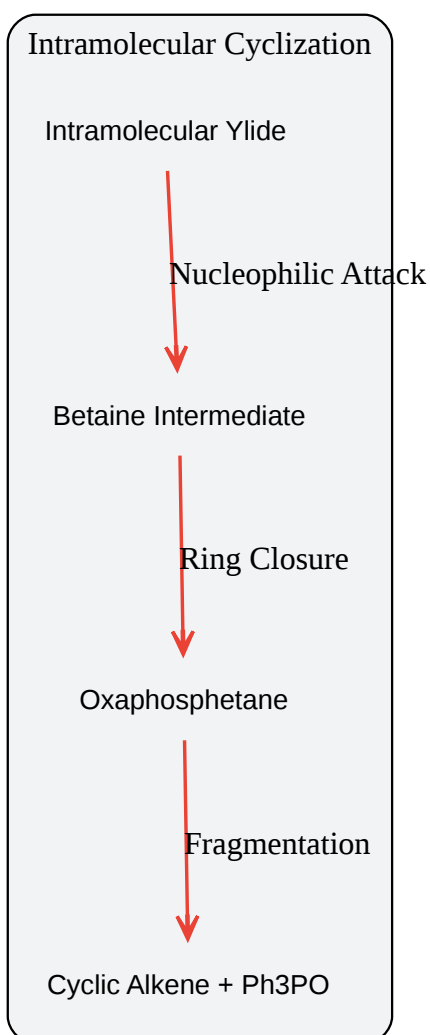 Intramolecular Cyclization
Intramolecular Ylide
Nucleophilic Attack
Betaine Intermediate
Ring Closure
Oxaphosphetane
Fragmentation
Cyclic Alkene + Ph3PO